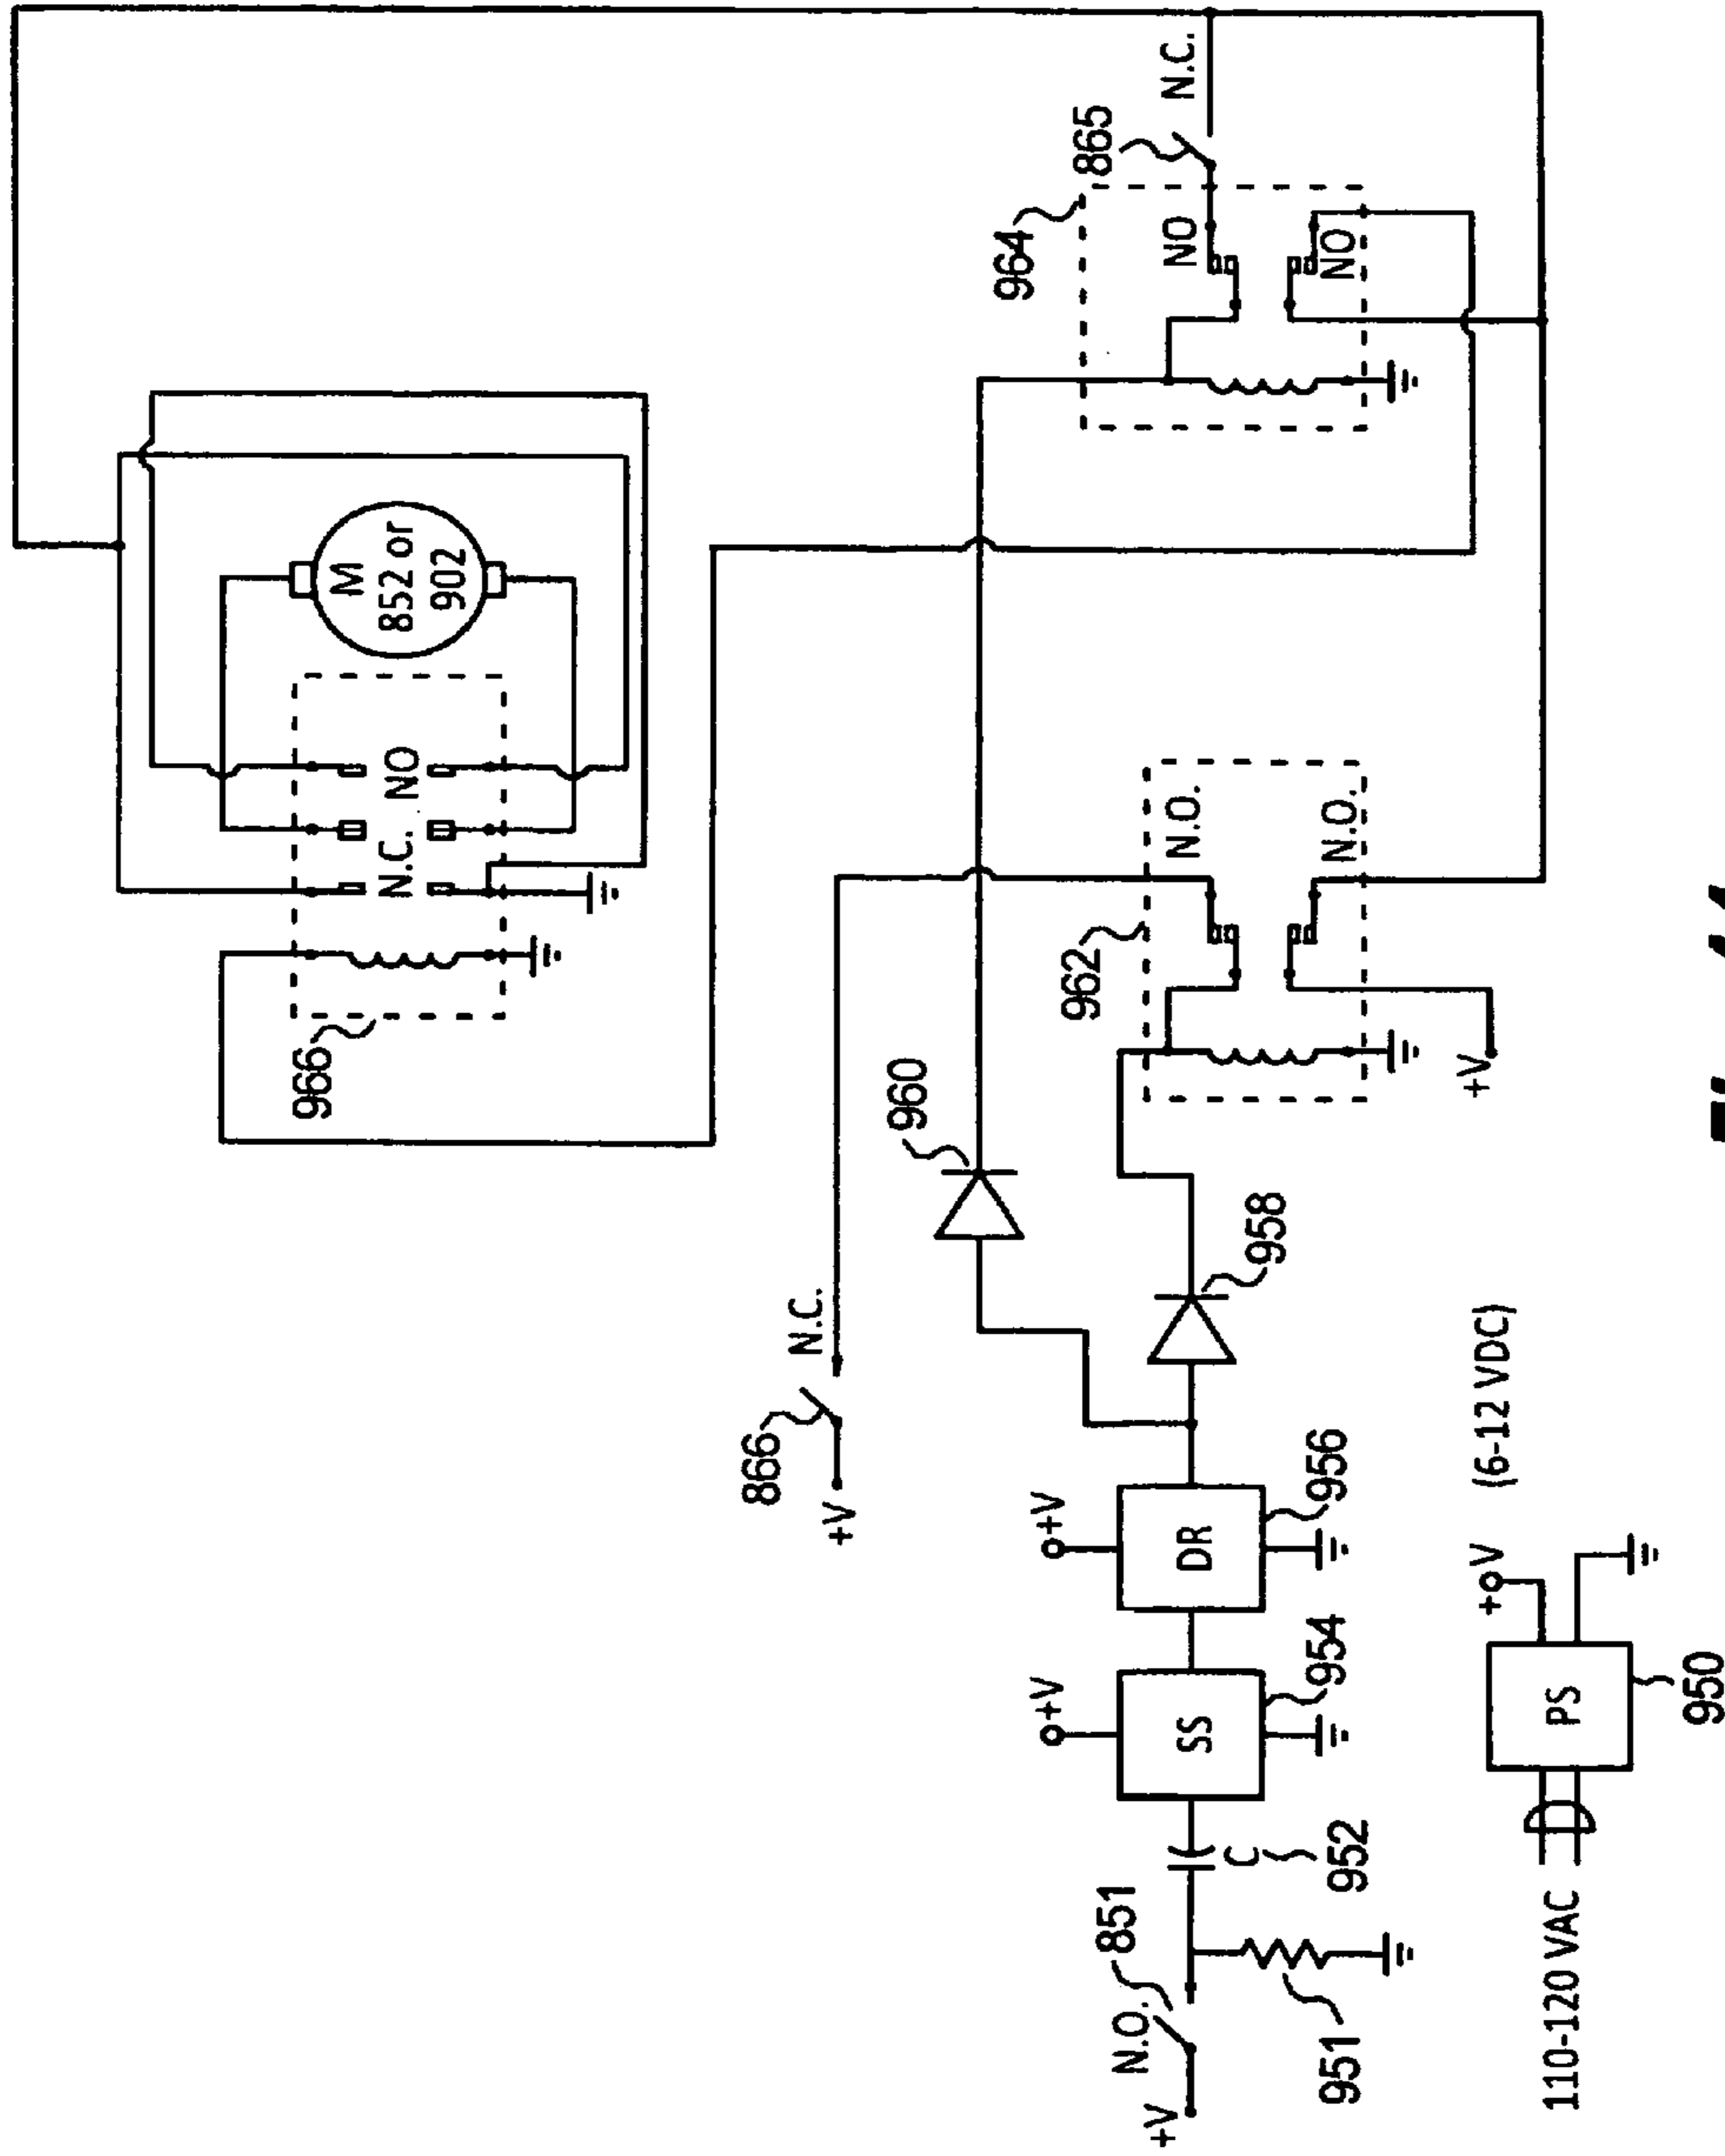 M
852 or
902
NO
N.C.
966
N.C.
865
964
NO
NO
960
866
N.C.
+V
962
N.O.
N.O.
+V
958
+V
DR
956
+V
SS
954
C
952
851
N.O.
+V
951
(6-12 VDC)
+V
PS
950
110-120 VAC